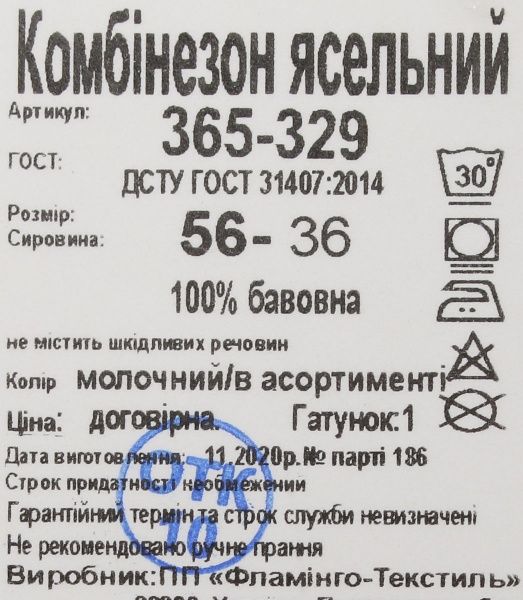 Комбінезон ясельний
Артикул: 365-329
ГОСТ: ДСТУ ГОСТ 31407:2014
30°
Розмір: 56- 36
Сировина:
100% бавовна
не містить шкідливих речовин
Колір молочний/в асортименті
Ціна: договірна. Гатунок:1
Дата виготовлення: 11.2020р.№ парті 186
Строк придатності необмежений
ОТК
10
Гарантійний термін та строк служби невизначені
Не рекомендовано ручне прання
Виробник:ПП «Фламінго-Текстиль»